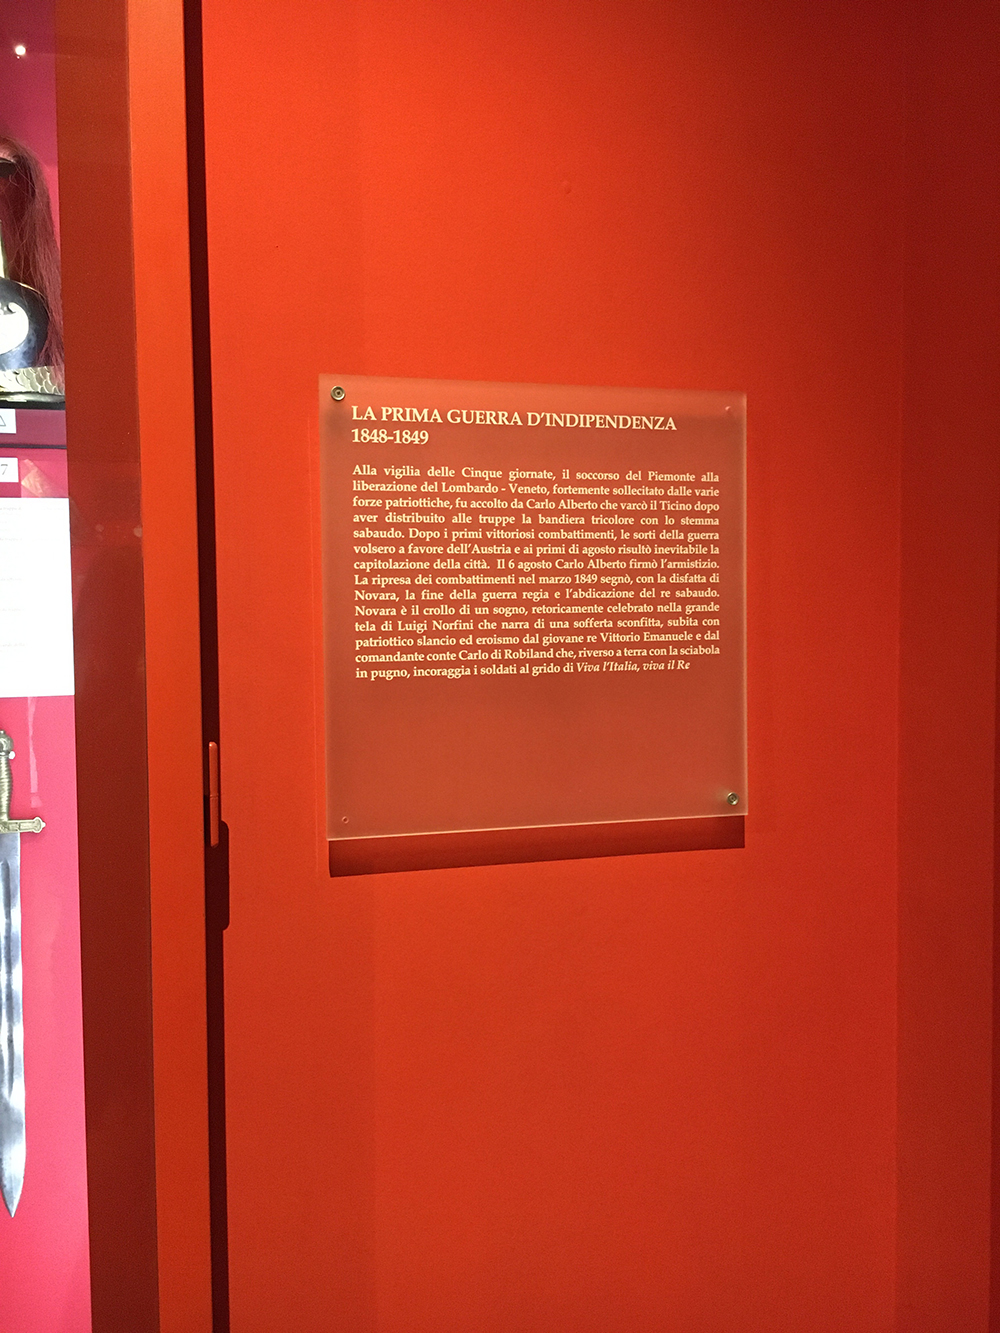 LA PRIMA GUERRA D'INDIPENDENZA
1848-1849
Alla vigilia delle Cinque giornate, il soccorso del Piemonte alla
liberazione del Lombardo - Veneto, fortemente sollecitato dalle varie
forze patriottiche, fu accolto da Carlo Alberto che varcò il Ticino dopo
aver distribuito alle truppe la bandiera tricolore con lo stemma
sabaudo. Dopo i primi vittoriosi combattimenti, le sorti della guerra
volsero a favore dell'Austria e ai primi di agosto risultò inevitabile la
capitolazione della città. Il 6 agosto Carlo Alberto firmò l'armistizio.
La ripresa dei combattimenti nel marzo 1849 segnò, con la disfatta di
Novara, la fine della guerra regia e l'abdicazione del re sabaudo.
Novara è il crollo di un sogno, retoricamente celebrato nella grande
tela di Luigi Norfini che narra di una sofferta sconfitta, subita con
patriottico slancio ed eroismo dal giovane re Vittorio Emanuele e dal
comandante conte Carlo di Robiland che, riverso a terra con la sciabola
in pugno, incoraggia i soldati al grido di Viva l'Italia, viva il Re
7